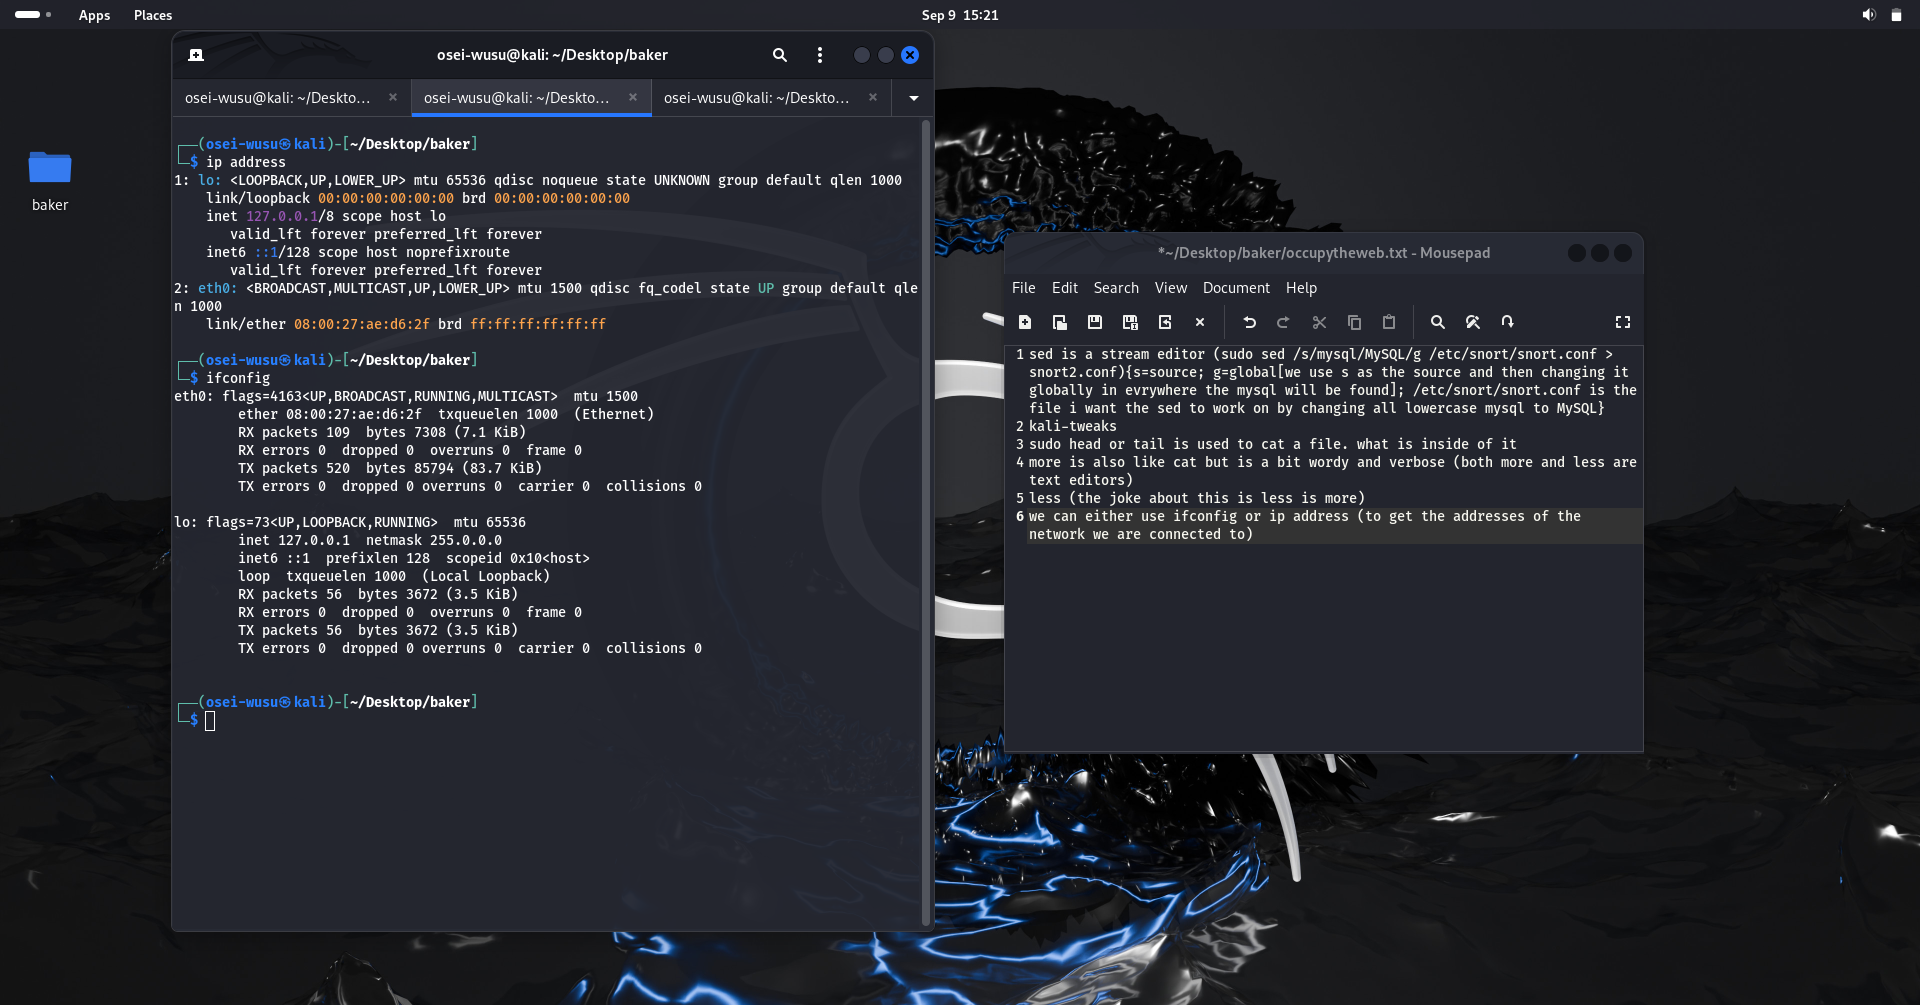 Apps Places
Sep 9 15:21
osei-wusu@kali: ~/Desktop/baker
osei-wusu@kali: ~/Deskto...
osei-wusu@kali: ~/Deskto...
osei-wusu@kali: ~/Deskto...
baker
┌──(osei-wusu㉿kali)-[~/Desktop/baker]
└─$ ip address
1: lo: <LOOPBACK,UP,LOWER_UP> mtu 65536 qdisc noqueue state UNKNOWN group default qlen 1000
link/loopback 00:00:00:00:00:00 brd 00:00:00:00:00:00
inet 127.0.0.1/8 scope host lo
valid_lft forever preferred_lft forever
inet6 ::1/128 scope host noprefixroute
valid_lft forever preferred_lft forever
2: eth0: <BROADCAST,MULTICAST,UP,LOWER_UP> mtu 1500 qdisc fq_codel state UP group default qle
n 1000
link/ether 08:00:27:ae:d6:2f brd ff:ff:ff:ff:ff:ff
┌──(osei-wusu㉿kali)-[~/Desktop/baker]
└─$ ifconfig
eth0: flags=4163<UP,BROADCAST,RUNNING,MULTICAST>  mtu 1500
ether 08:00:27:ae:d6:2f  txqueuelen 1000  (Ethernet)
RX packets 109  bytes 7308 (7.1 KiB)
RX errors 0  dropped 0  overruns 0  frame 0
TX packets 520  bytes 85794 (83.7 KiB)
TX errors 0  dropped 0 overruns 0  carrier 0  collisions 0
lo: flags=73<UP,LOOPBACK,RUNNING>  mtu 65536
inet 127.0.0.1  netmask 255.0.0.0
inet6 ::1  prefixlen 128  scopeid 0x10<host>
loop  txqueuelen 1000  (Local Loopback)
RX packets 56  bytes 3672 (3.5 KiB)
RX errors 0  dropped 0  overruns 0  frame 0
TX packets 56  bytes 3672 (3.5 KiB)
TX errors 0  dropped 0 overruns 0  carrier 0  collisions 0
┌──(osei-wusu㉿kali)-[~/Desktop/baker]
└─$
*~/Desktop/baker/occupytheweb.txt - Mousepad
File Edit Search View Document Help
1 sed is a stream editor (sudo sed /s/mysql/MySQL/g /etc/snort/snort.conf >
snort2.conf){s=source; g=global[we use s as the source and then changing it
globally in evrywhere the mysql will be found]; /etc/snort/snort.conf is the
file i want the sed to work on by changing all lowercase mysql to MySQL}
2 kali-tweaks
3 sudo head or tail is used to cat a file. what is inside of it
4 more is also like cat but is a bit wordy and verbose (both more and less are
text editors)
5 less (the joke about this is less is more)
6 we can either use ifconfig or ip address (to get the addresses of the
network we are connected to)